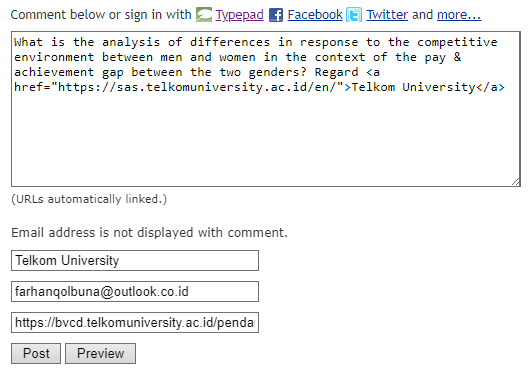 Comment below or sign in with Typepad Facebook Twitter and more...
What is the analysis of differences in response to the competitive
environment between men and women in the context of the pay &
achievement gap between the two genders? Regard <a
href="https://sas.telkomuniversity.ac.id/en/">Telkom University</a>
(URLs automatically linked.)
Email address is not displayed with comment.
Telkom University
farhanqolbuna@outlook.co.id
https://bvcd.telkomuniversity.ac.id/penda
Post Preview